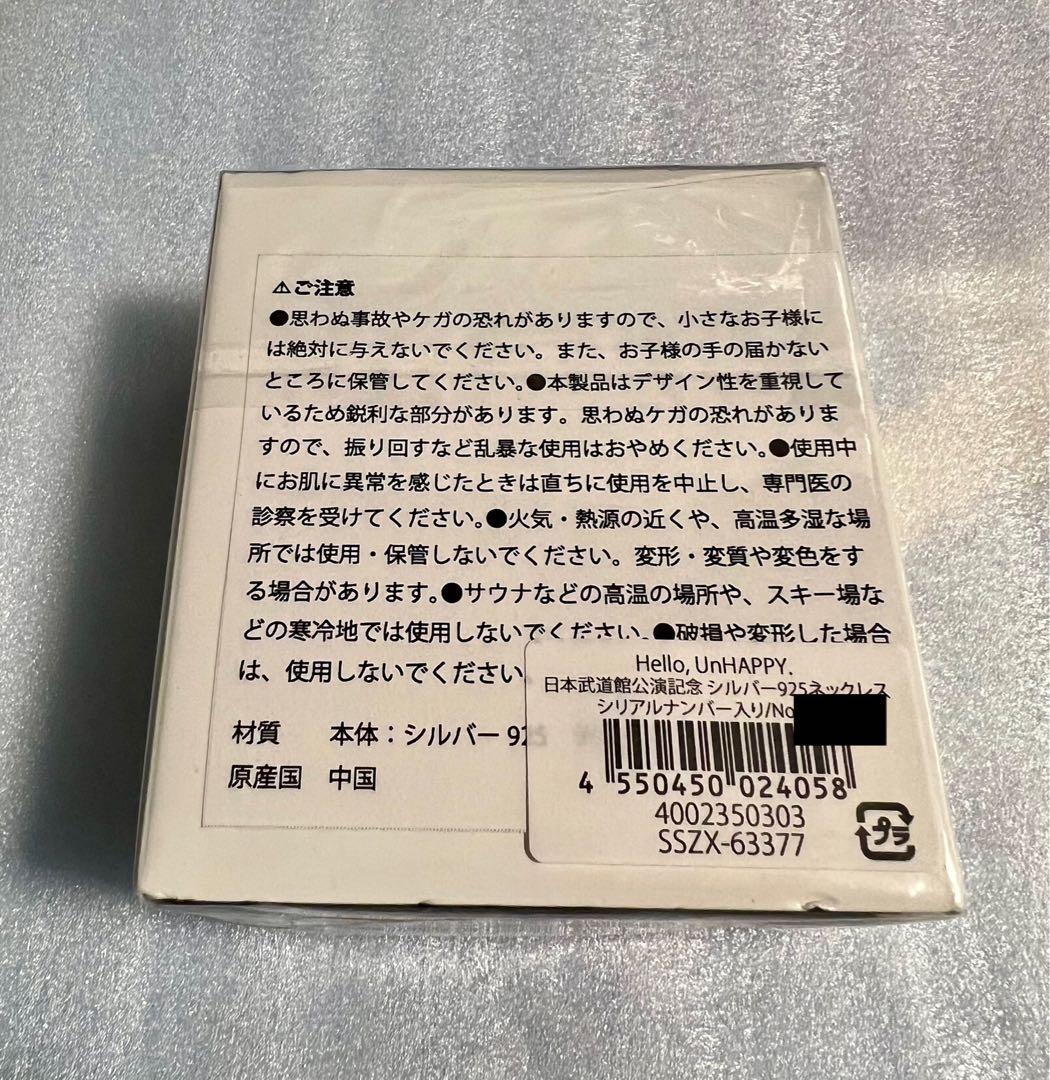 ⚠ご注意
●思わぬ事故やケガの恐れがありますので、小さなお子様に
は絶対に与えないでください。また、お子様の手の届かない
ところに保管してください。●本製品はデザイン性を重視して
いるため鋭利な部分があります。思わぬケガの恐れがありま
すので、振り回すなど乱暴な使用はおやめください。●使用中
にお肌に異常を感じたときは直ちに使用を中止し、専門医の
診察を受けてください。●火気・熱源の近くや、高温多湿な場
所では使用・保管しないでください。変形・変質や変色をす
る場合があります。●サウナなどの高温の場所や、スキー場な
どの寒冷地では使用しないでください。●破損や変形した場合
は、使用しないでください
材質 本体：シルバー 925
原産国 中国
Hello, UnHAPPY.
日本武道館公演記念 シルバー925ネックレス
シリアルナンバー入り/No
4 550450 024058
4002350303
SSZX-63377
プラ